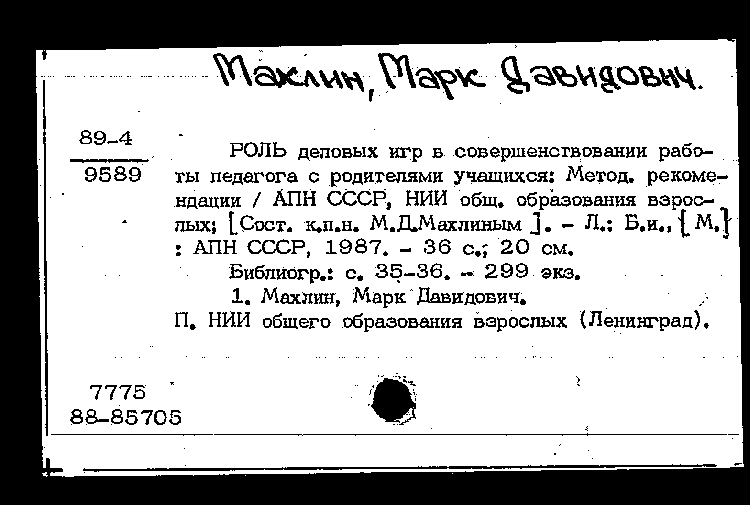 Махлин, Марк Давидович.
89-4
9589
РОЛЬ деловых игр в совершенствовании рабо-
ты педагога с родителями учащихся: Метод. рекоме-
ндации / АПН СССР, НИИ общ. образования взрос-
лых; [Сост. к.п.н. М.Д.Махлиным ]. - Л.: Б.и., [М.]
: АПН СССР, 1987. - 36 с.; 20 см.
Библиогр.: с. 35-36. - 299 экз.
1. Махлин, Марк Давидович.
П. НИИ общего образования взрослых (Ленинград).
7775
88-85705